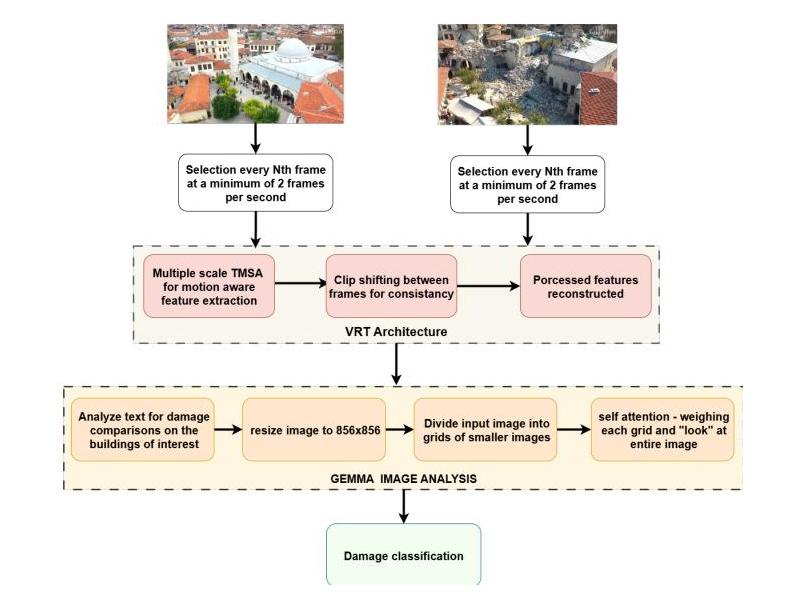 Selection every Nth frame
at a minimum of 2 frames
per second
Selection every Nth frame
at a minimum of 2 frames
per second
Multiple scale TMSA
for motion aware
feature extraction
Clip shifting between
frames for consistancy
Porcessed features
reconstructed
VRT Architecture
Analyze text for damage
comparisons on the
buildings of interest
resize image to 856x856
Divide input image into
grids of smaller images
self attention - weighing
each grid and "look" at
entire image
GEMMA IMAGE ANALYSIS
Damage classification